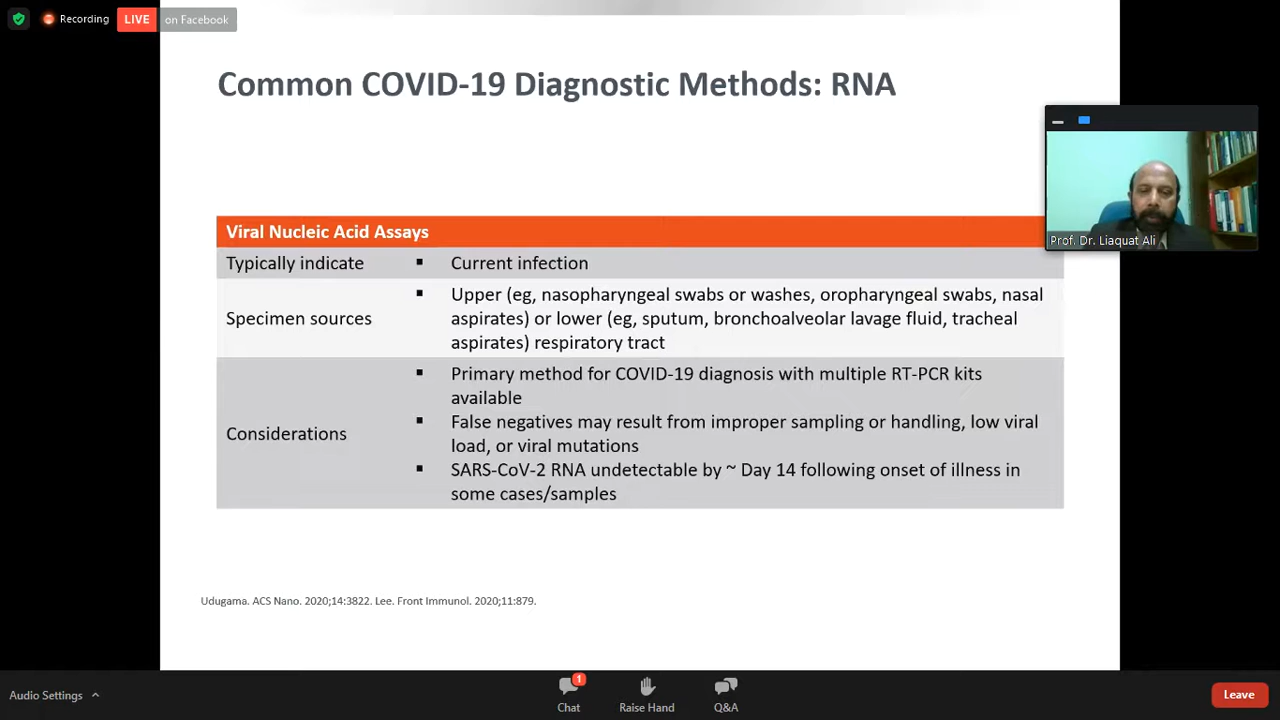 Recording LIVE on Facebook
Common COVID-19 Diagnostic Methods: RNA
Prof. Dr. Liaquat Ali
Viral Nucleic Acid Assays
Typically indicate ▪ Current infection
Specimen sources
▪ Upper (eg, nasopharyngeal swabs or washes, oropharyngeal swabs, nasal
aspirates) or lower (eg, sputum, bronchoalveolar lavage fluid, tracheal
aspirates) respiratory tract
Considerations
▪ Primary method for COVID-19 diagnosis with multiple RT-PCR kits
available
▪ False negatives may result from improper sampling or handling, low viral
load, or viral mutations
▪ SARS-CoV-2 RNA undetectable by ~ Day 14 following onset of illness in
some cases/samples
Udugama. ACS Nano. 2020;14:3822. Lee. Front Immunol. 2020;11:879.
Audio Settings
1
Chat
Raise Hand
Q&A
Leave